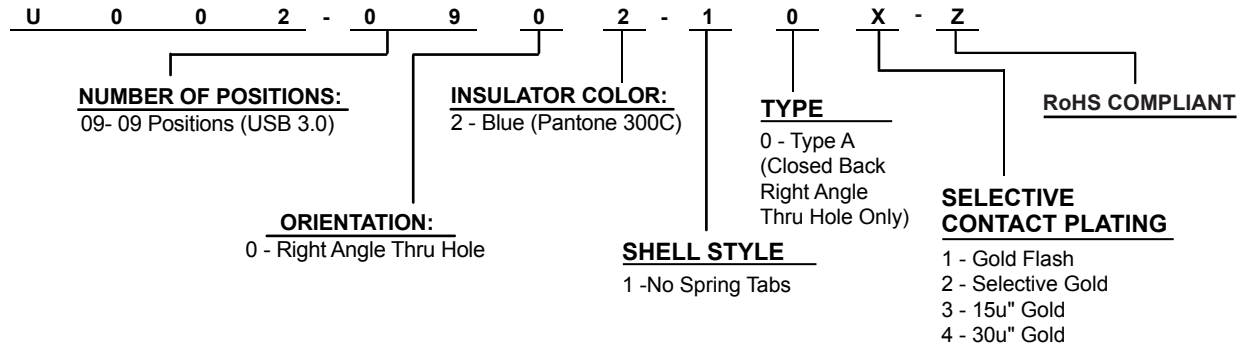 U 0 0 2 - 0 9 0 2 - 1 0 X - Z
NUMBER OF POSITIONS:
09- 09 Positions (USB 3.0)
ORIENTATION:
0 - Right Angle Thru Hole
INSULATOR COLOR:
2 - Blue (Pantone 300C)
SHELL STYLE
1 -No Spring Tabs
TYPE
0 - Type A
(Closed Back
Right Angle
Thru Hole Only)
SELECTIVE
CONTACT PLATING
1 - Gold Flash
2 - Selective Gold
3 - 15u" Gold
4 - 30u" Gold
RoHS COMPLIANT